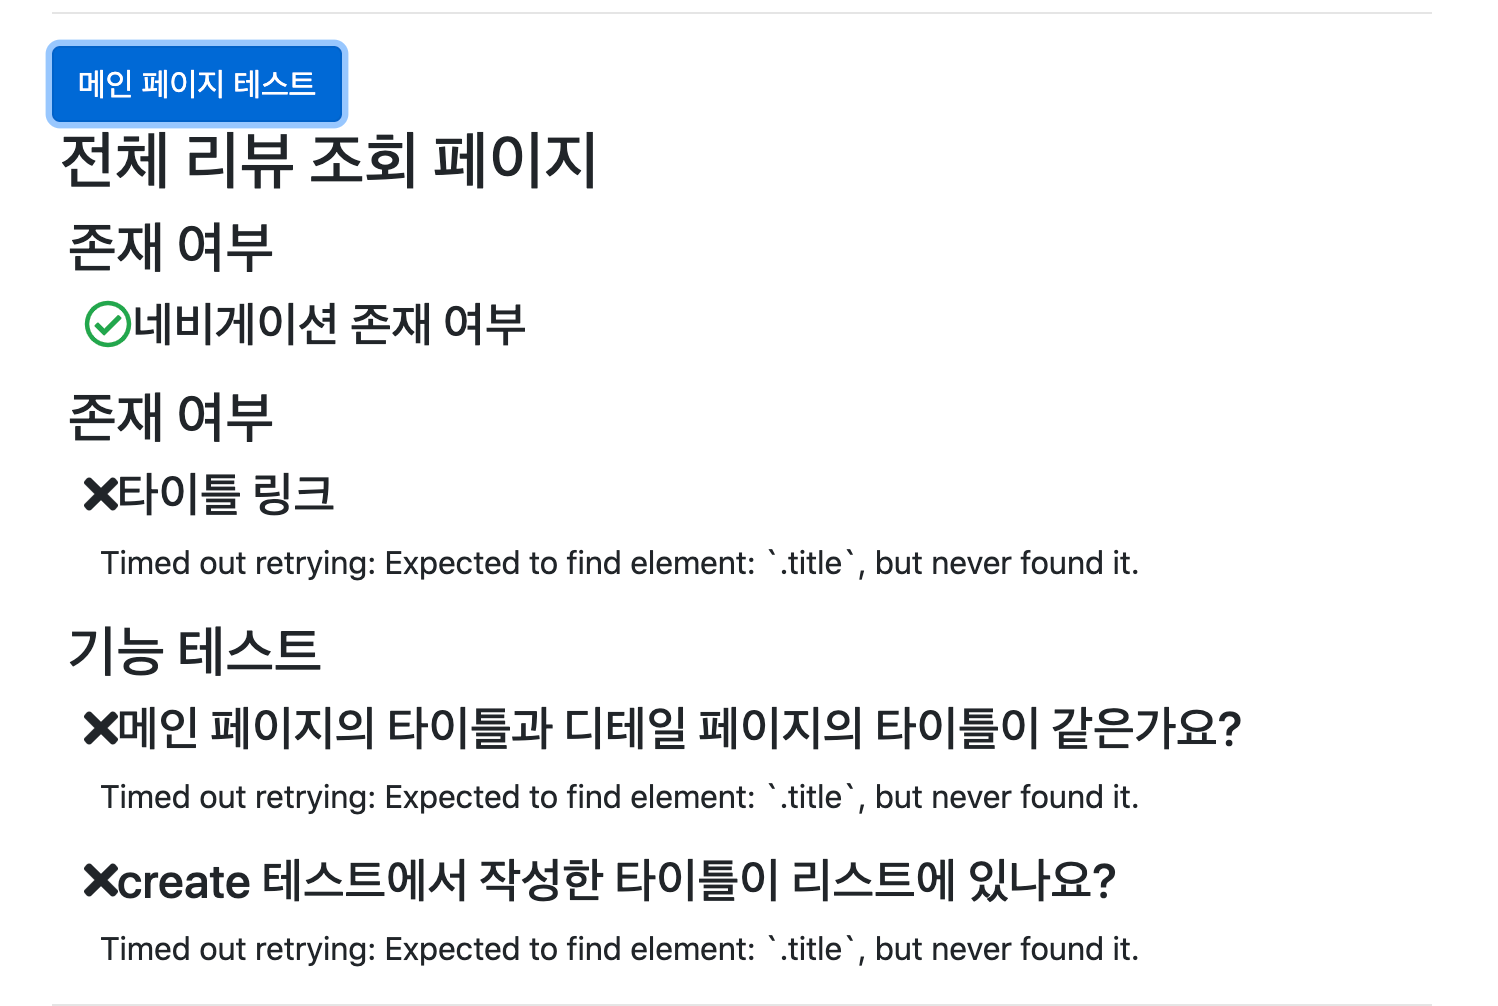 메인 페이지 테스트
전체 리뷰 조회 페이지
존재 여부
네비게이션 존재 여부
존재 여부
타이틀 링크
Timed out retrying: Expected to find element: `.title`, but never found it.
기능 테스트
메인 페이지의 타이틀과 디테일 페이지의 타이틀이 같은가요?
Timed out retrying: Expected to find element: `.title`, but never found it.
create 테스트에서 작성한 타이틀이 리스트에 있나요?
Timed out retrying: Expected to find element: `.title`, but never found it.